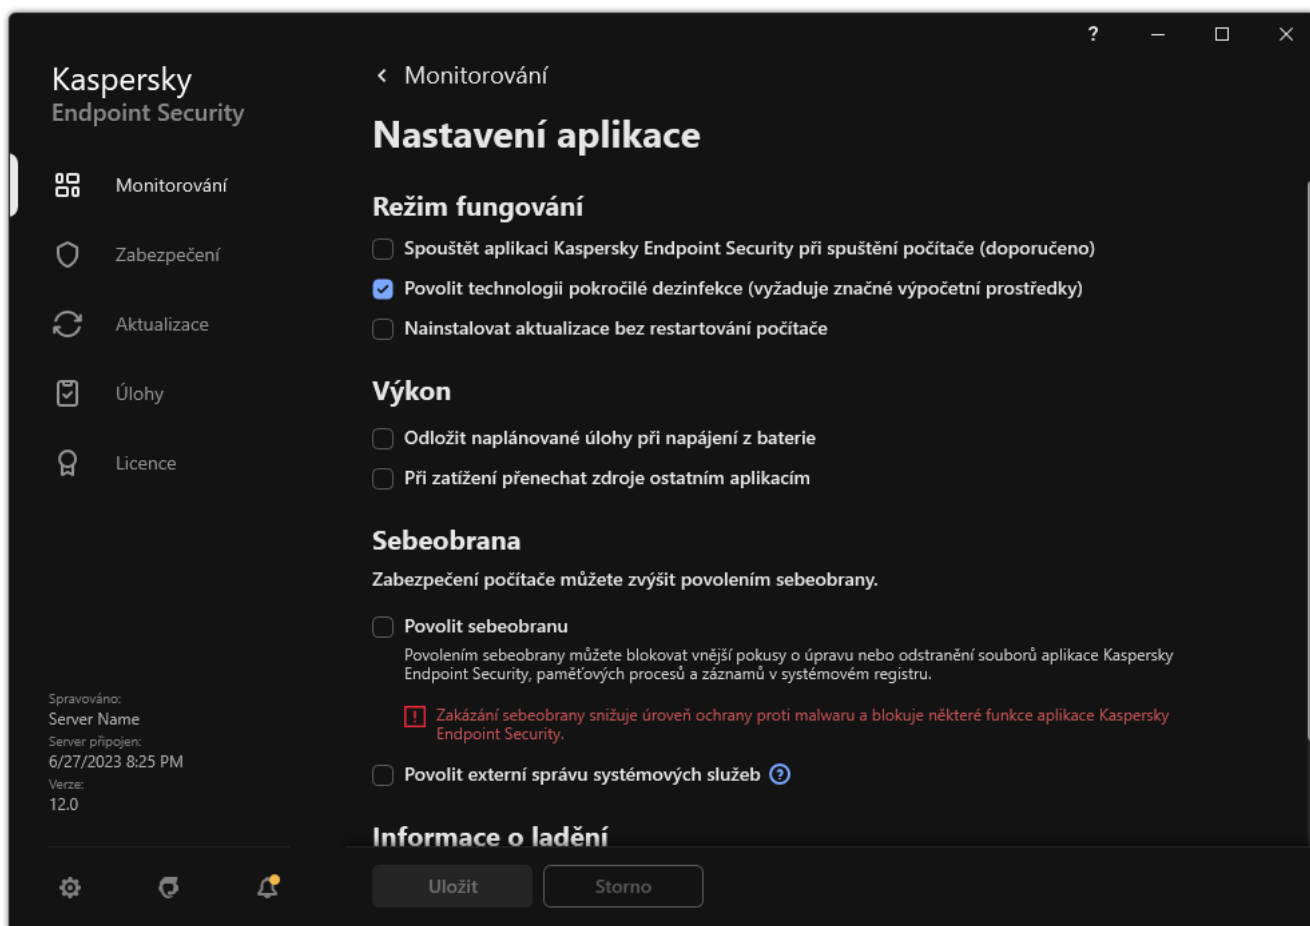 Kaspersky
Endpoint Security
Monitorování
Zabezpečení
Aktualizace
Úlohy
Licence
Spravováno:
Server Name
Server připojen:
6/27/2023 8:25 PM
Verze:
12.0
?
Monitorování
Nastavení aplikace
Režim fungování
Spouštět aplikaci Kaspersky Endpoint Security při spuštění počítače (doporučeno)
Povolit technologii pokročilé dezinfekce (vyžaduje značné výpočetní prostředky)
Nainstalovat aktualizace bez restartování počítače
Výkon
Odložit naplánované úlohy při napájení z baterie
Při zatížení přenechat zdroje ostatním aplikacím
Sebeobrana
Zabezpečení počítače můžete zvýšit povolením sebeobrany.
Povolit sebeobranu
Povolením sebeobrany můžete blokovat vnější pokusy o úpravu nebo odstranění souborů aplikace Kaspersky
Endpoint Security, paměťových procesů a záznamů v systémovém registru.
! Zakázání sebeobrany snižuje úroveň ochrany proti malwaru a blokuje některé funkce aplikace Kaspersky
Endpoint Security.
Povolit externí správu systémových služeb ?
Informace o ladění
Uložit
Storno